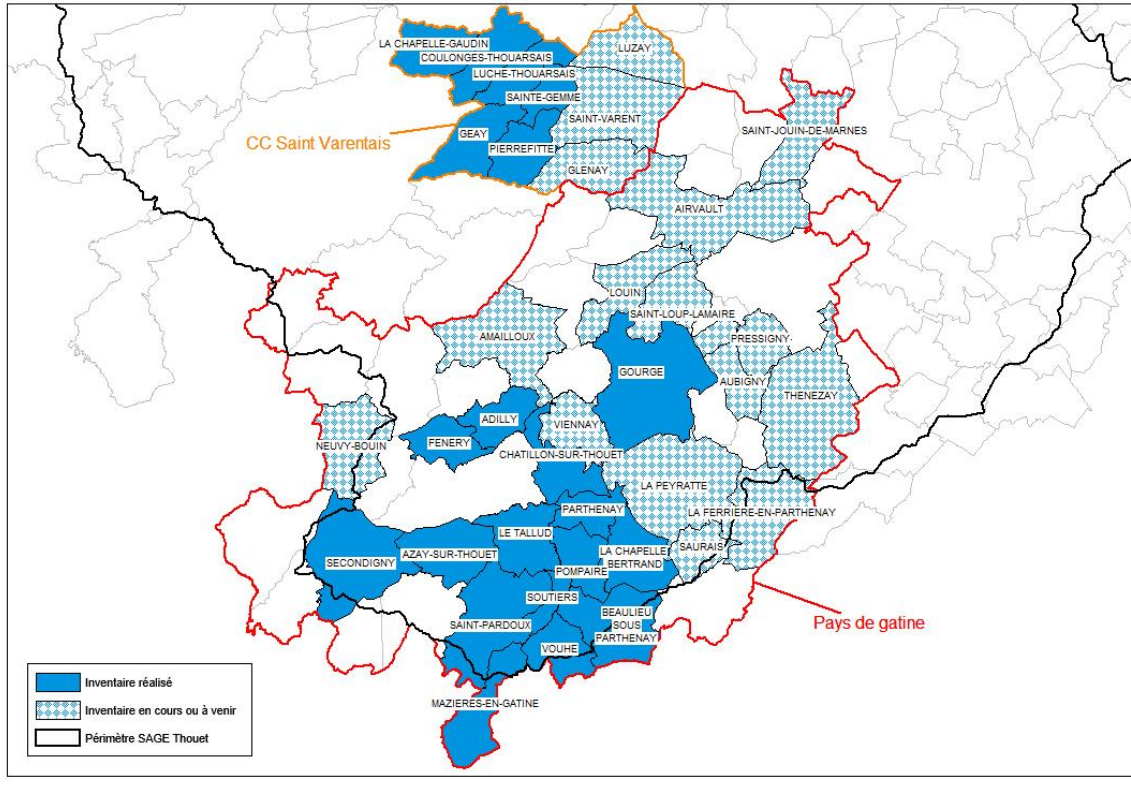 LA CHAPELLE-GAUDIN
LUZAY
COULONGES-THOUARSAIS
LUCHE-THOUARSAIS
SAINTE-GEMME
SAINT-VARENT
SAINT-JOUIN-DE-MARNES
GEAY
CC Saint Varentais
PIERREFITTE
GLENAY
AIRVAULT
LOUIN
SAINT-LOUP-LAMAIRE
AMAILLOUX
PRESSIGNY
GOURGE
AUBIGNY
THENEZAY
ADILLY
VIENNAY
FENERY
NEUVY-BOUIN
CHATILLON-SUR-THOUET
LA PEYRATTE
PARTHENAY
LA FERRIERE-EN-PARTHENAY
LE TALLUD
SAURAIS
AZAY-SUR-THOUET
LA CHAPELLE
BERTRAND
SECONDIGNY
POMPAIRE
SOUTIERS
BEAULIEU
SOUS
PARTHENAY
SAINT-PARDOUX
Pays de gatine
VOUHE
MAZIERES-EN-GATINE
Inventaire réalisé
Inventaire en cours ou à venir
Périmètre SAGE Thouet